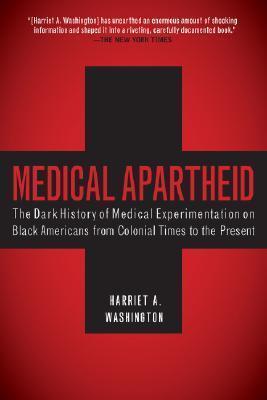 "[Harriet A. Washington] has unearthed an enormous amount of shocking
information and shaped it into a riveting, carefully documented book."
—THE NEW YORK TIMES
MEDICAL APARTHEID
The Dark History of Medical Experimentation on
Black Americans from Colonial Times to the Present
HARRIET A.
WASHINGTON